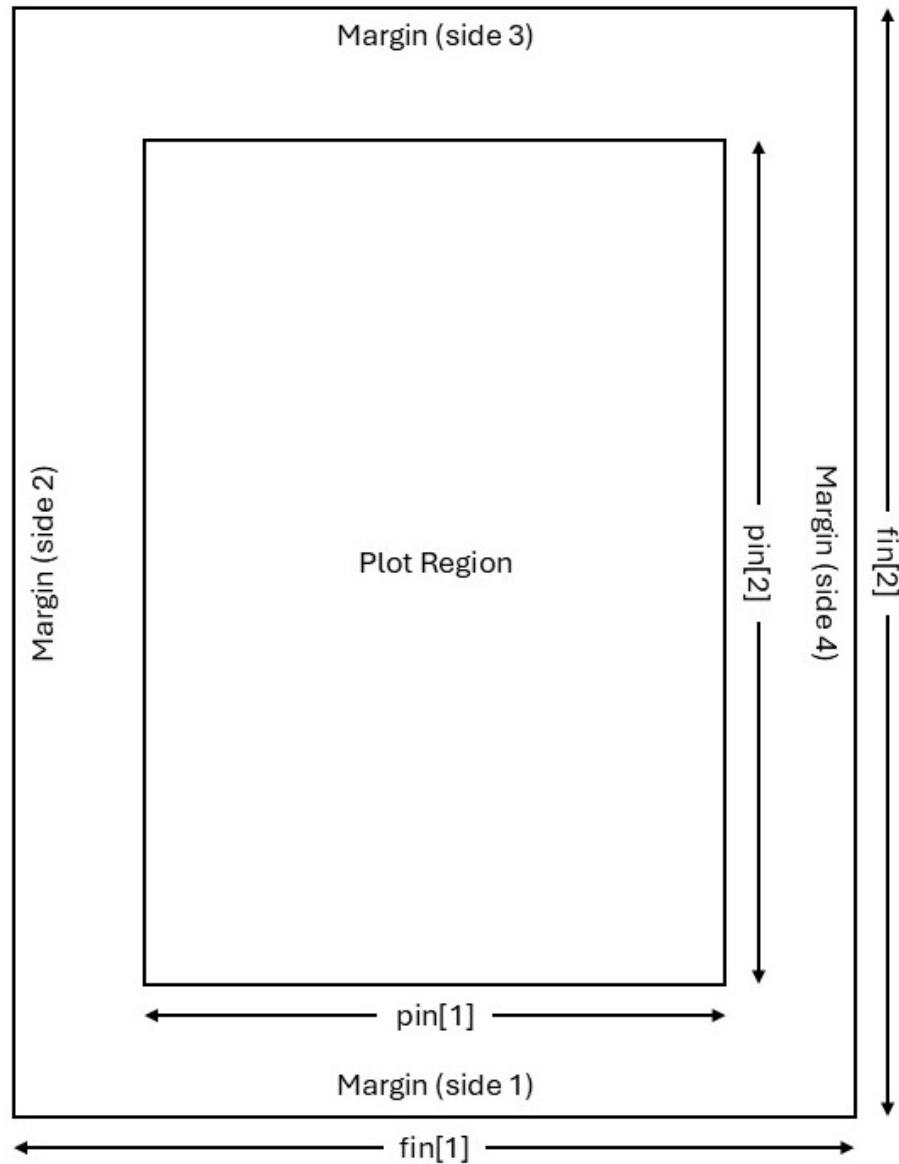 Margin (side 3)
Margin (side 2)
Plot Region
pin[2]
Margin (side 4)
fin[2]
pin[1]
Margin (side 1)
fin[1]